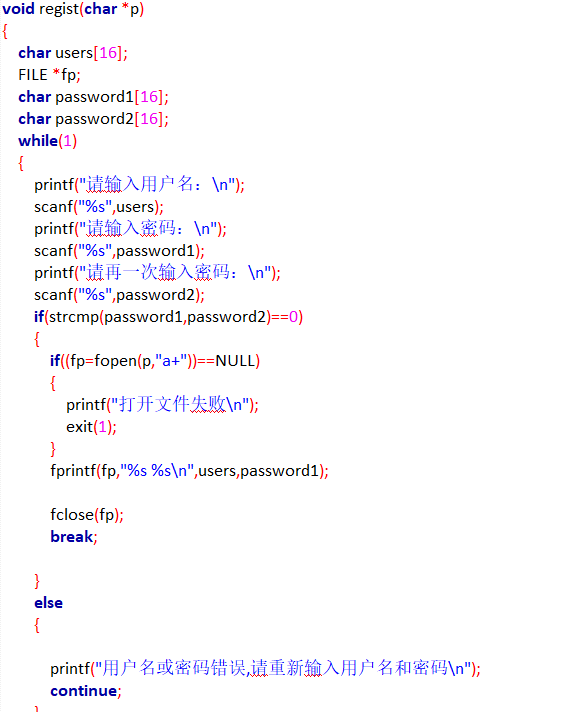 void regist(char *p)
{
char users[16];
FILE *fp;
char password1[16];
char password2[16];
while(1)
{
printf("请输入用户名：\n");
scanf("%s",users);
printf("请输入密码：\n");
scanf("%s",password1);
printf("请再一次输入密码：\n");
scanf("%s",password2);
if(strcmp(password1,password2)==0)
{
if((fp=fopen(p,"a+"))==NULL)
{
printf("打开文件失败\n");
exit(1);
}
fprintf(fp,"%s %s\n",users,password1);
fclose(fp);
break;
}
else
{
printf("用户名或密码错误,请重新输入用户名和密码\n");
continue;
}